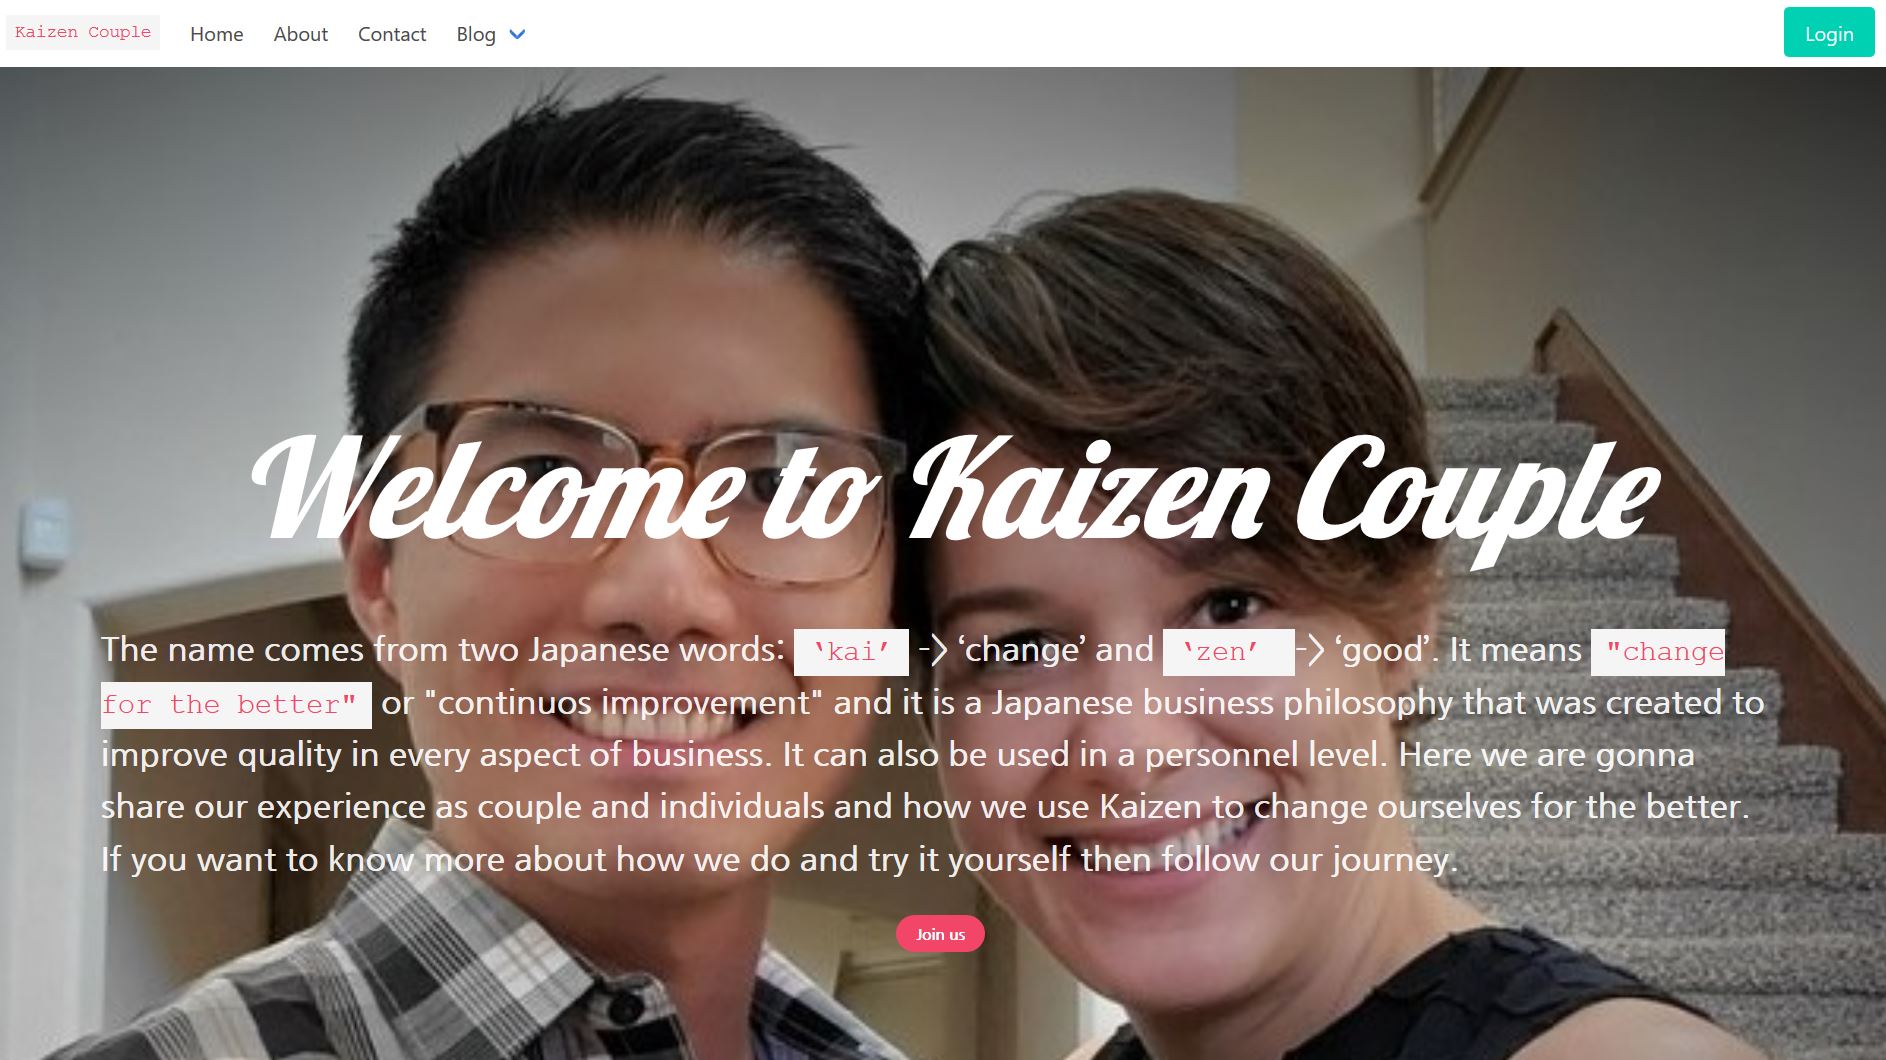 Kaizen Couple
Home
About
Contact
Blog
Login
Welcome to Kaizen Couple
The name comes from two Japanese words: ‘kai’ -> ‘change’ and ‘zen’ -> ‘good’. It means "change
for the better" or "continuos improvement" and it is a Japanese business philosophy that was created to
improve quality in every aspect of business. It can also be used in a personnel level. Here we are gonna
share our experience as couple and individuals and how we use Kaizen to change ourselves for the better.
If you want to know more about how we do and try it yourself then follow our journey.
Join us